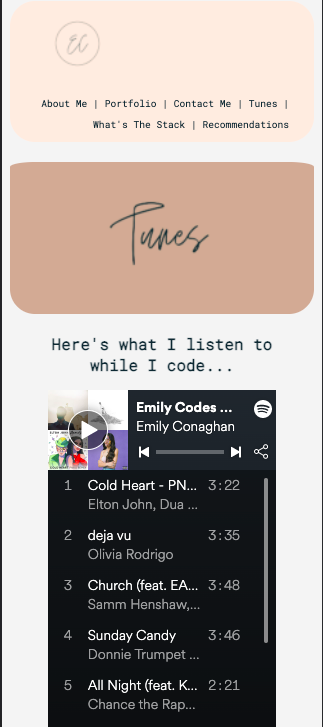 EC
About Me | Portfolio | Contact Me | Tunes |
What's The Stack | Recommendations
Tunes
Here's what I listen to
while I code...
Emily Codes ...
Emily Conaghan
1 Cold Heart - PN... 3:22
Elton John, Dua ...
2 deja vu 3:35
Olivia Rodrigo
3 Church (feat. EA... 3:48
Samm Henshaw,...
4 Sunday Candy 3:46
Donnie Trumpet ...
5 All Night (feat. K... 2:21
Chance the Rap...